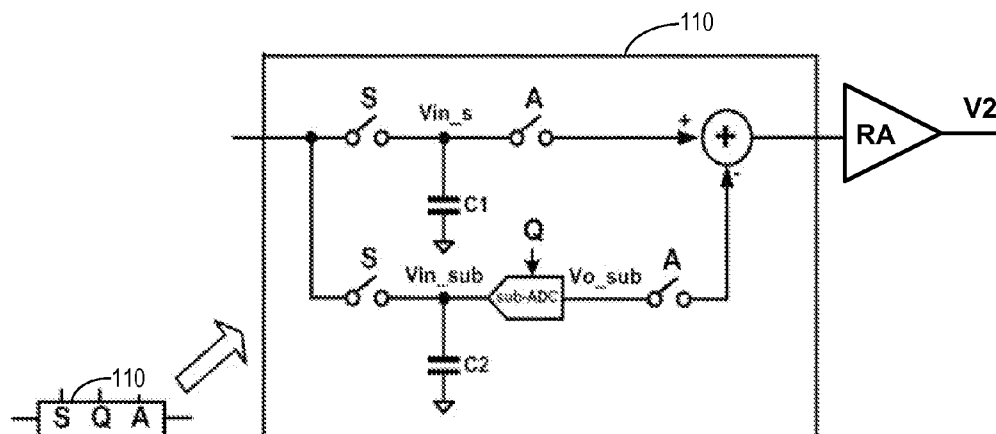 110
S
Vin_s
A
+
+
RA
V2
C1
Q
-
S
Vin_sub
sub-ADC
Vo_sub
A
C2
110
S Q A